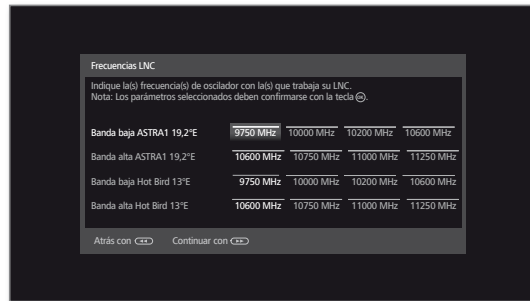 Frecuencias LNC
Indique la(s) frecuencia(s) de oscilador con la(s) que trabaja su LNC.
Nota: Los parámetros seleccionados deben confirmarse con la tecla OK.
Banda baja ASTRA1 19,2°E 9750 MHz 10000 MHz 10200 MHz 10600 MHz
Banda alta ASTRA1 19,2°E 10600 MHz 10750 MHz 11000 MHz 11250 MHz
Banda baja Hot Bird 13°E 9750 MHz 10000 MHz 10200 MHz 10600 MHz
Banda alta Hot Bird 13°E 10600 MHz 10750 MHz 11000 MHz 11250 MHz
Atrás con Continuar con